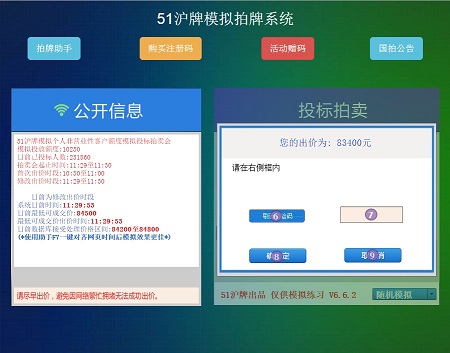 51沪牌模拟拍牌系统
拍牌助手
购买注册码
活动赠码
国拍公告
公开信息
51沪牌模拟个人非营业性客户额度模拟投标拍卖会
模拟投放额度:10230
目前已投标人数:231560
拍卖会起止时间:11:29至11:30
首次出价时段:10:30至11:00
修改出价时段:11:29至11:30
目前为修改出价时段
系统目前时间:11:29:53
目前最低可成交价:84500
最低可成交价出价时间:11:29:53
目前数据库接受处理价格区间:84200至84800
(*使用助手F7一键对齐网页时间后模拟效果更佳*)
请尽早出价，避免因网络繁忙拥堵无法成功出价。
投标拍卖
您的出价为: 83400元
请在右侧框内
6
7
8
定
取
9
消
51沪牌出品 仅供模拟练习 V6.6.2
随机模拟